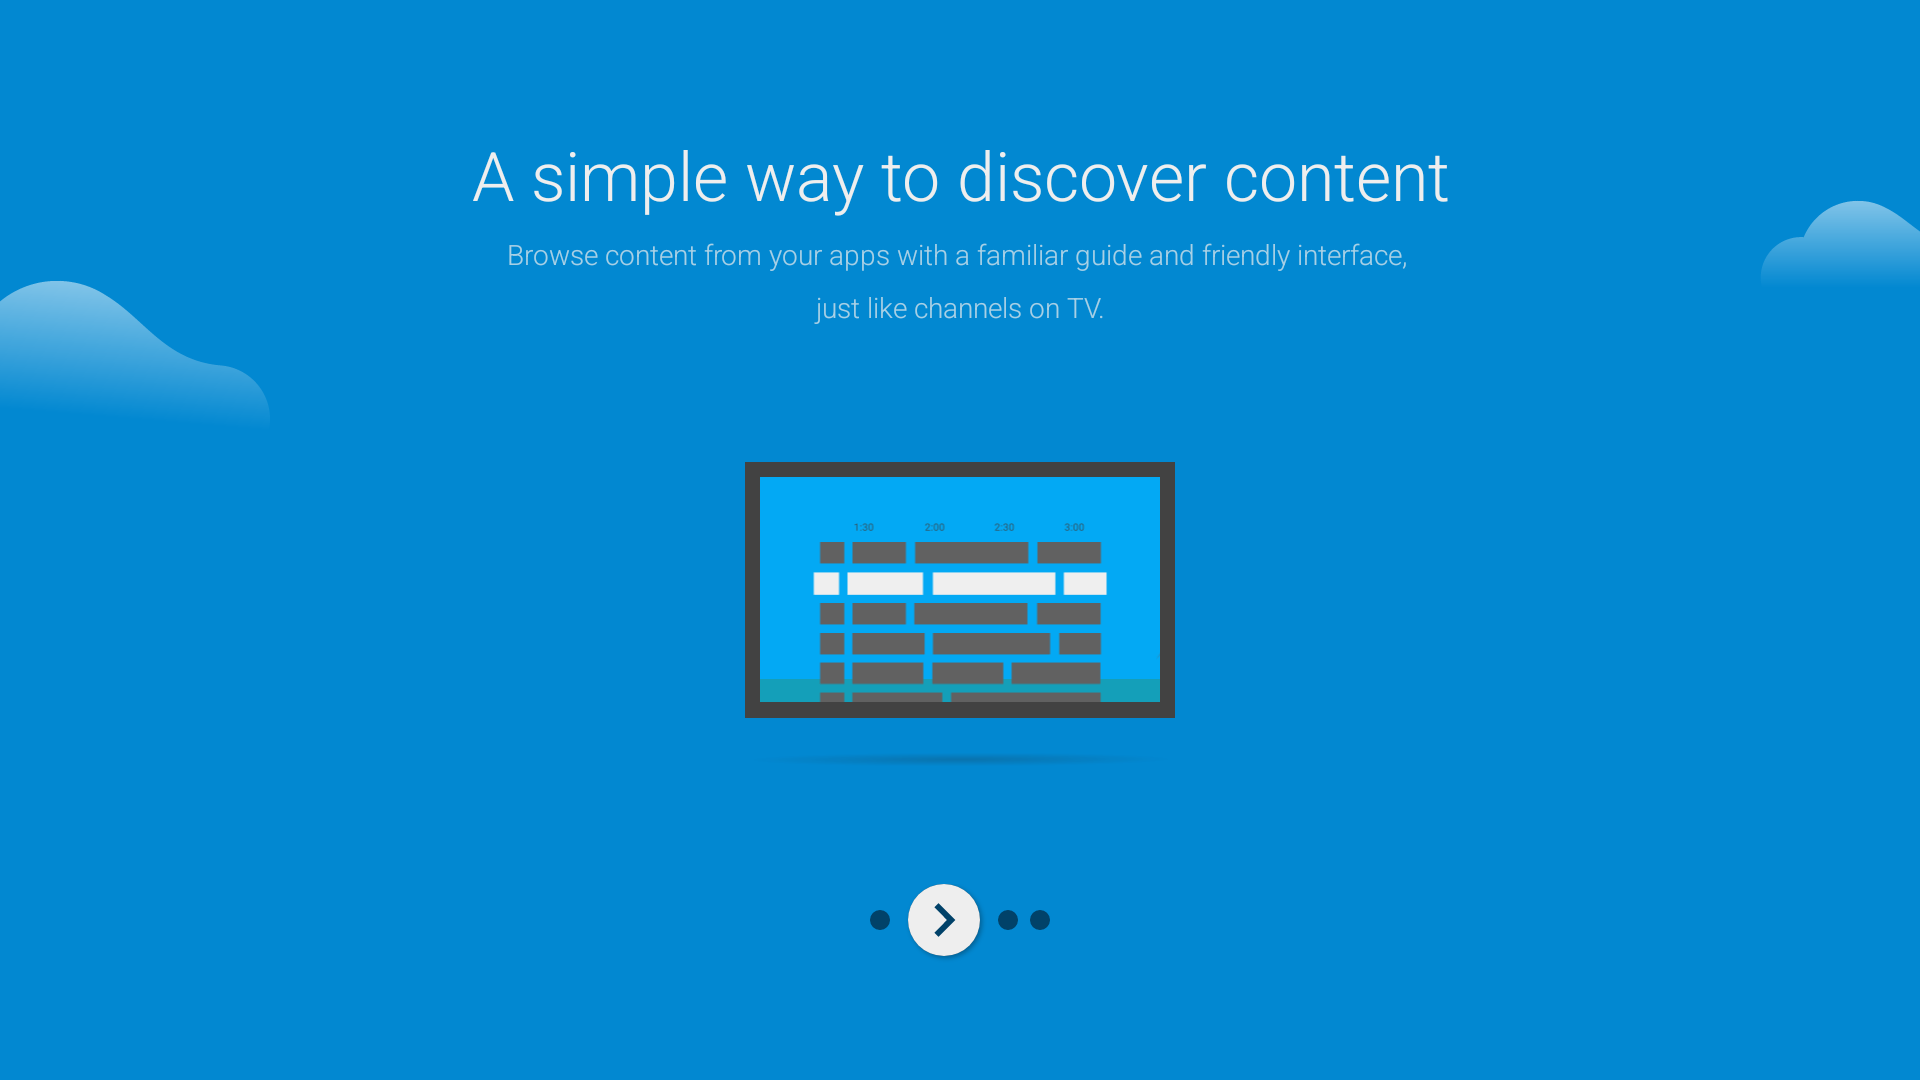 A simple way to discover content
Browse content from your apps with a familiar guide and friendly interface,
just like channels on TV.
1:30 2:00 2:30 3:00